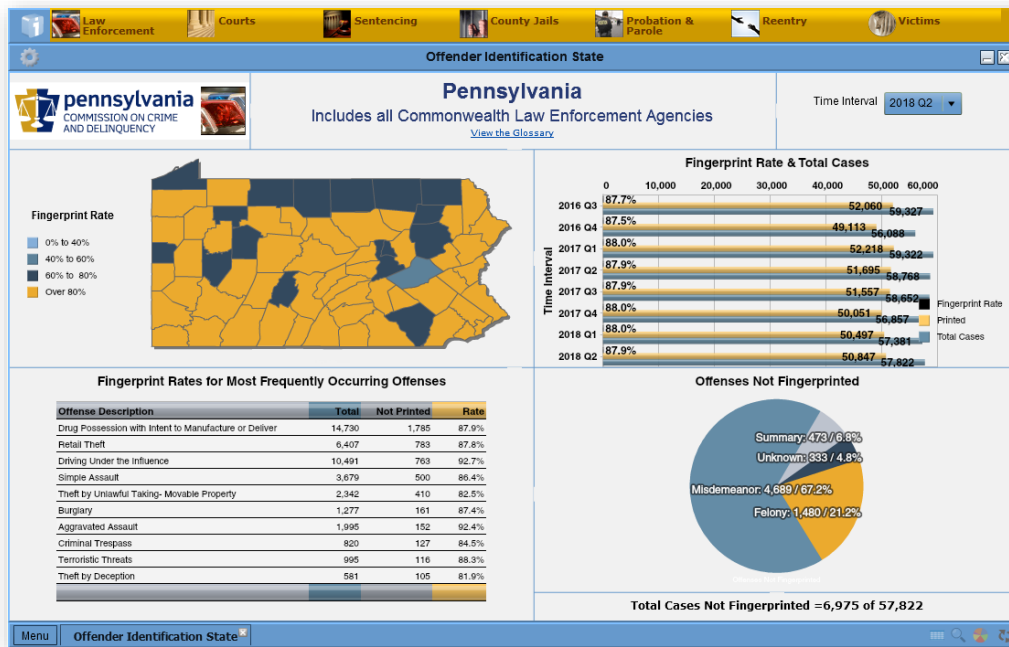 Law
Enforcement
Courts
Sentencing
County Jails
Probation &
Parole
Reentry
Victims
Offender Identification State
pennsylvania
COMMISSION ON CRIME
AND DELINQUENCY
Pennsylvania
Includes all Commonwealth Law Enforcement Agencies
View the Glossary
Time Interval 2018 Q2
Fingerprint Rate
0% to 40%
40% to 60%
60% to 80%
Over 80%
Fingerprint Rate & Total Cases
0 10,000 20,000 30,000 40,000 50,000 60,000
Time Interval
2016 Q3 87.7% 52,060 59,327
2016 Q4 87.5% 49,113 56,088
2017 Q1 88.0% 52,218 59,322
2017 Q2 87.9% 51,695 58,768
2017 Q3 87.9% 51,557 58,652
2017 Q4 88.0% 50,051 56,857
2018 Q1 88.0% 50,497 57,381
2018 Q2 87.9% 50,847 57,822
Fingerprint Rate
Printed
Total Cases
Fingerprint Rates for Most Frequently Occurring Offenses
Offense Description Total Not Printed Rate
Drug Possession with Intent to Manufacture or Deliver 14,730 1,785 87.9%
Retail Theft 6,407 783 87.8%
Driving Under the Influence 10,491 763 92.7%
Simple Assault 3,679 500 86.4%
Theft by Unlawful Taking- Movable Property 2,342 410 82.5%
Burglary 1,277 161 87.4%
Aggravated Assault 1,995 152 92.4%
Criminal Trespass 820 127 84.5%
Terroristic Threats 995 116 88.3%
Theft by Deception 581 105 81.9%
Offenses Not Fingerprinted
Summary: 473 / 6.8%
Unknown: 333 / 4.8%
Misdemeanor: 4,689 / 67.2%
Felony: 1,480 / 21.2%
Offenses Not Fingerprinted
Total Cases Not Fingerprinted =6,975 of 57,822
Menu
Offender Identification State